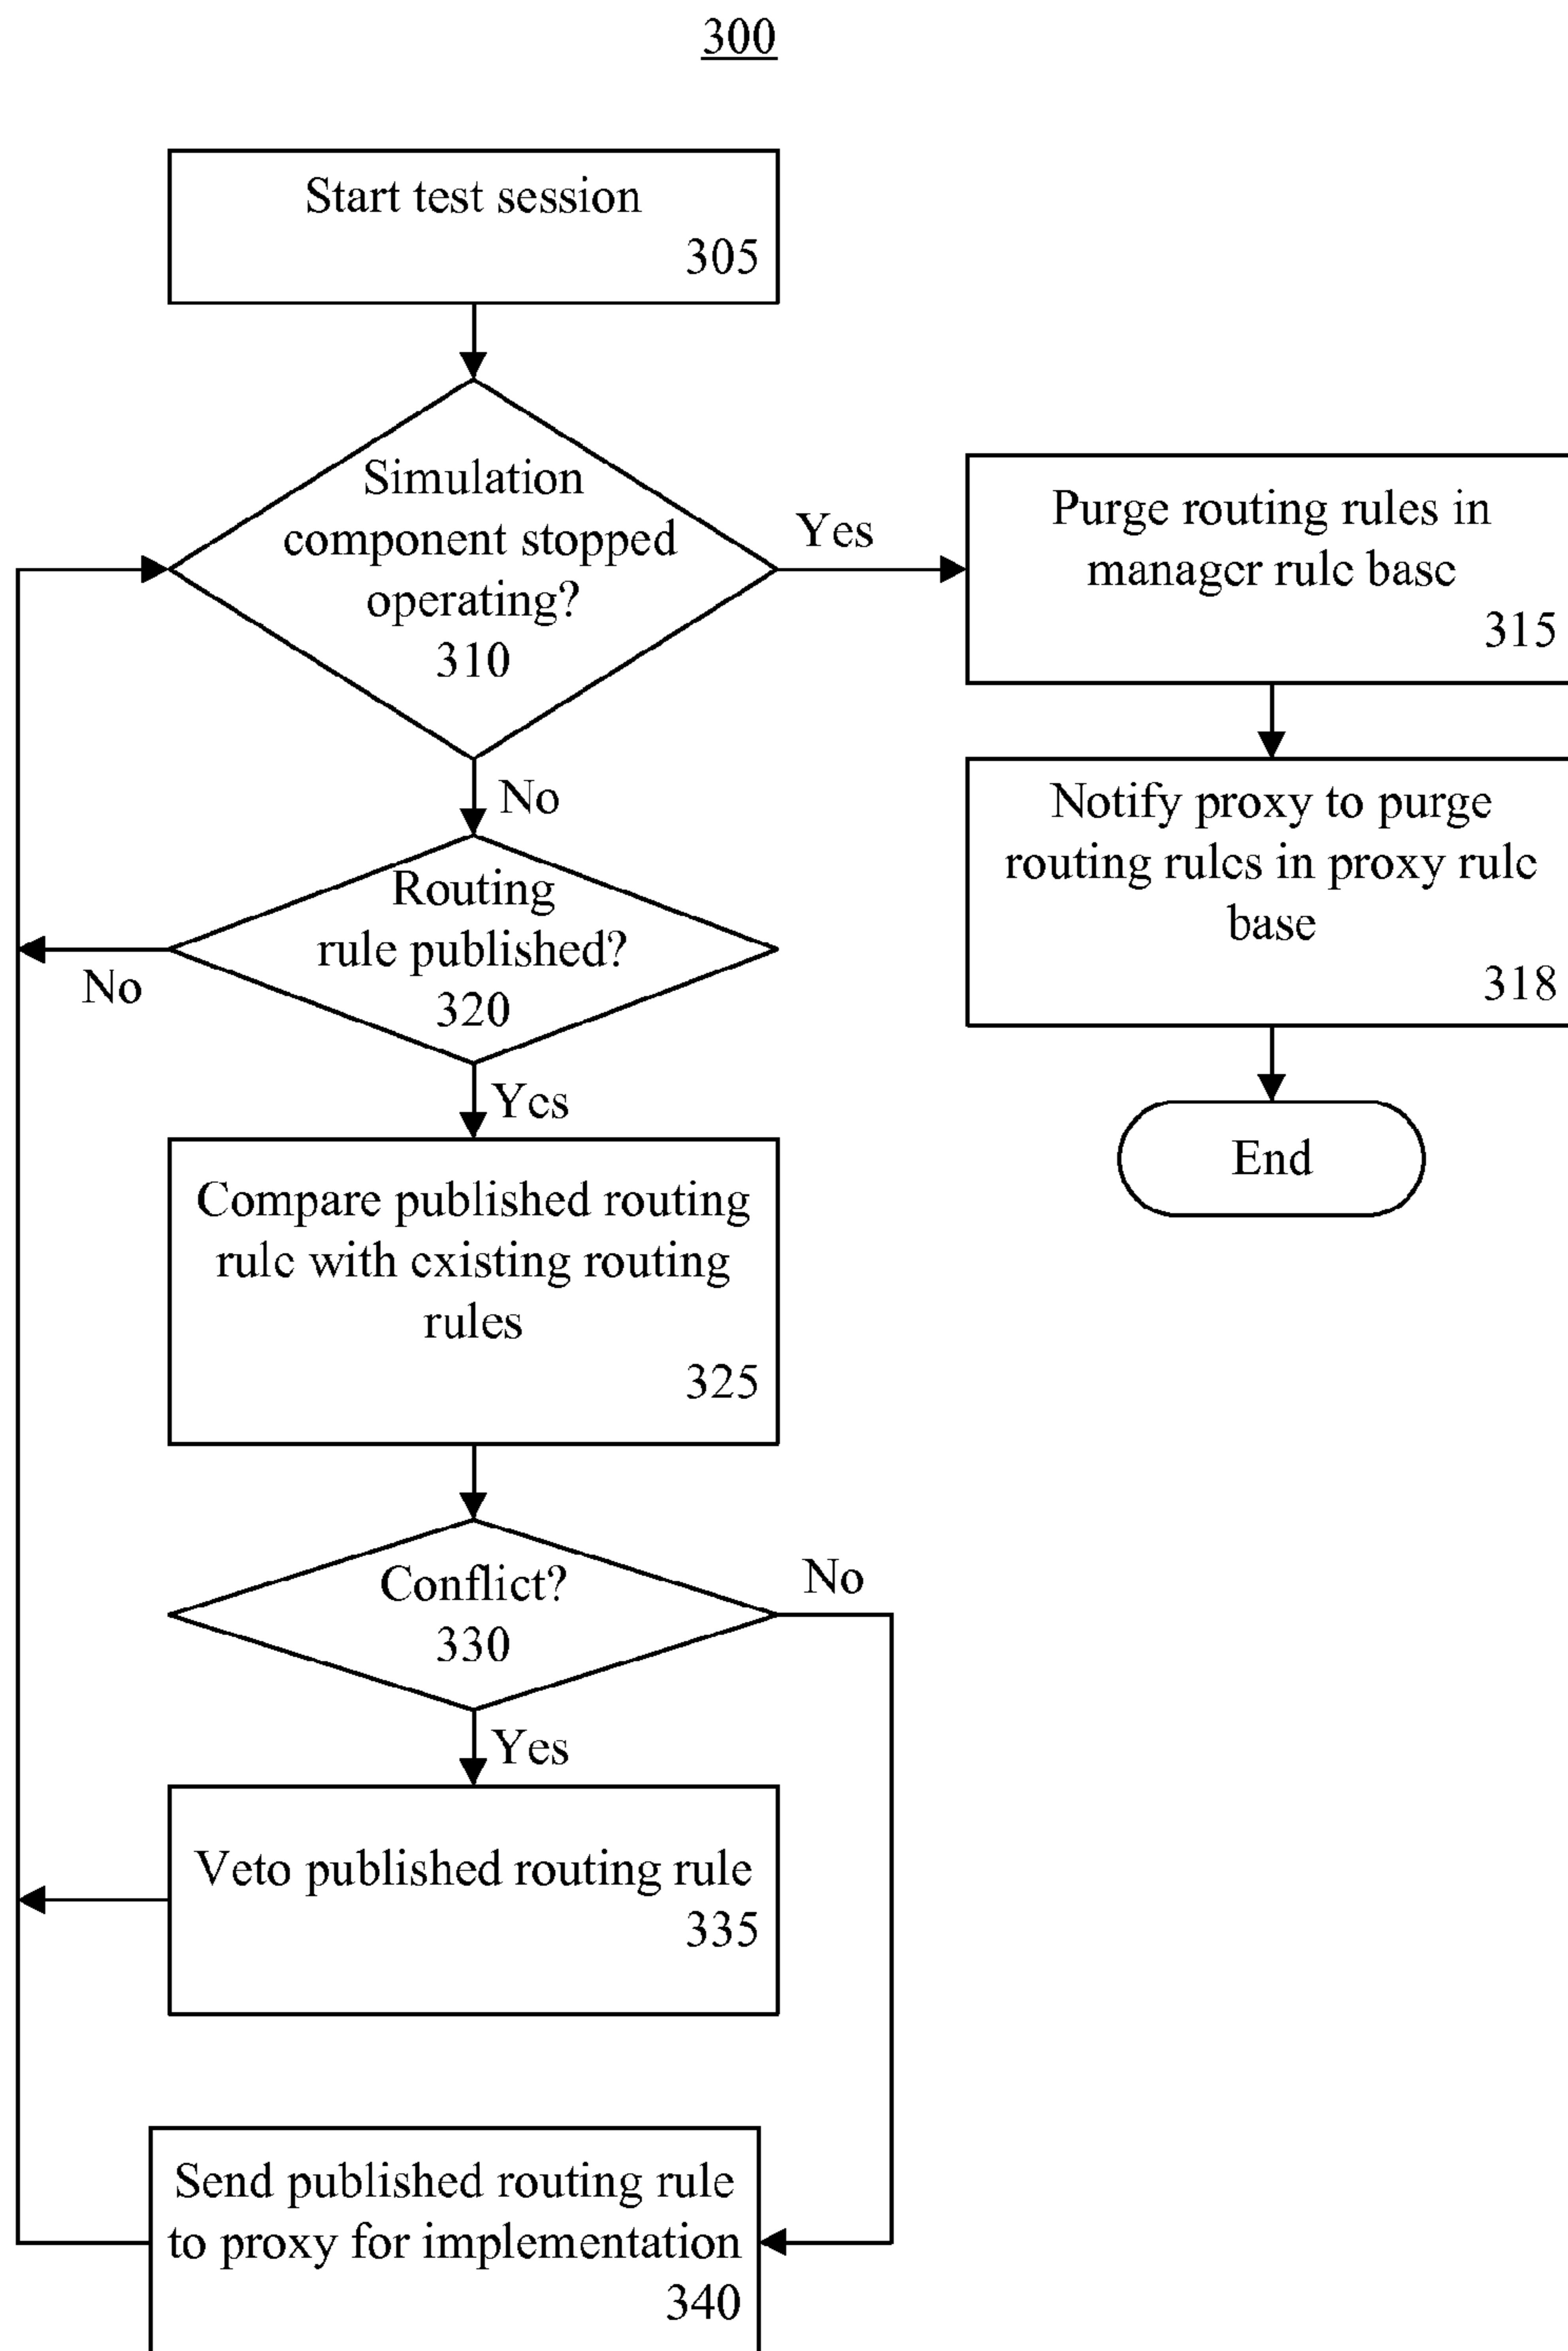 300
Start test session
305
Simulation
component stopped
operating?
310
Yes
Purge routing rules in
manager rule base
315
No
Notify proxy to purge
routing rules in proxy rule
base
318
Routing
rule published?
320
No
Yes
End
Compare published routing
rule with existing routing
rules
325
Conflict?
330
No
Yes
Veto published routing rule
335
Send published routing rule
to proxy for implementation
340